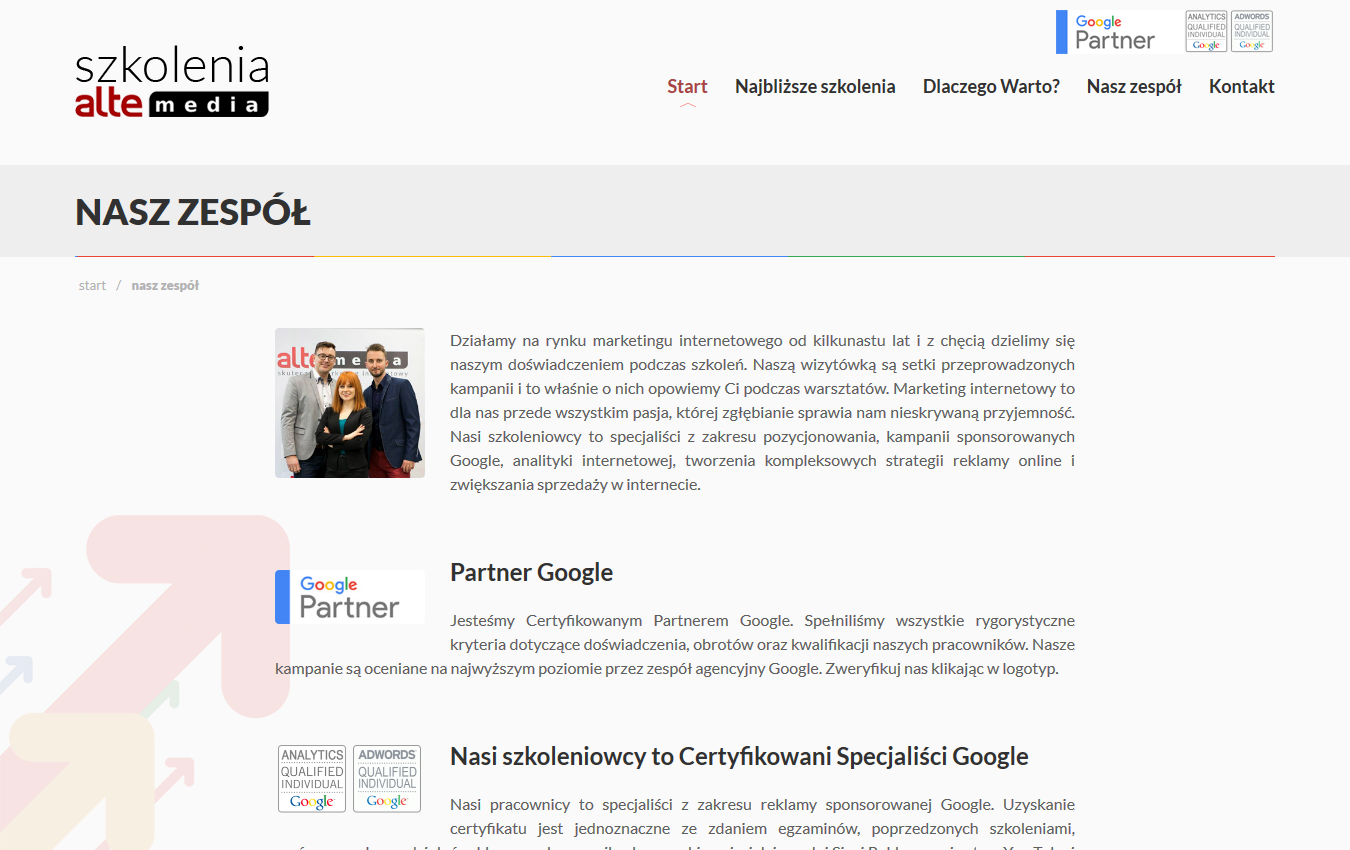 Google
Partner
ANALYTICS
QUALIFIED
INDIVIDUAL
Google
ADWORDS
QUALIFIED
INDIVIDUAL
Google
szkolenia
alte media
Start Najbliższe szkolenia Dlaczego Warto? Nasz zespół Kontakt
NASZ ZESPÓŁ
start / nasz zespół
Działamy na rynku marketingu internetowego od kilkunastu lat i z chęcią dzielimy się
naszym doświadczeniem podczas szkoleń. Naszą wizytówką są setki przeprowadzonych
kampanii i to właśnie o nich opowiemy Ci podczas warsztatów. Marketing internetowy to
dla nas przede wszystkim pasja, której zgłębianie sprawia nam nieskrywaną przyjemność.
Nasi szkoleniowcy to specjaliści z zakresu pozycjonowania, kampanii sponsorowanych
Google, analityki internetowej, tworzenia kompleksowych strategii reklamy online i
zwiększania sprzedaży w internecie.
Google
Partner
Partner Google
Jesteśmy Certyfikowanym Partnerem Google. Spełniliśmy wszystkie rygorystyczne
kryteria dotyczące doświadczenia, obrotów oraz kwalifikacji naszych pracowników. Nasze
kampanie są oceniane na najwyższym poziomie przez zespół agencyjny Google. Zweryfikuj nas klikając w logotyp.
ANALYTICS
QUALIFIED
INDIVIDUAL
Google
ADWORDS
QUALIFIED
INDIVIDUAL
Google
Nasi szkoleniowcy to Certyfikowani Specjaliści Google
Nasi pracownicy to specjaliści z zakresu reklamy sponsorowanej Google. Uzyskanie
certyfikatu jest jednoznaczne ze zdaniem egzaminów, poprzedzonych szkoleniami,